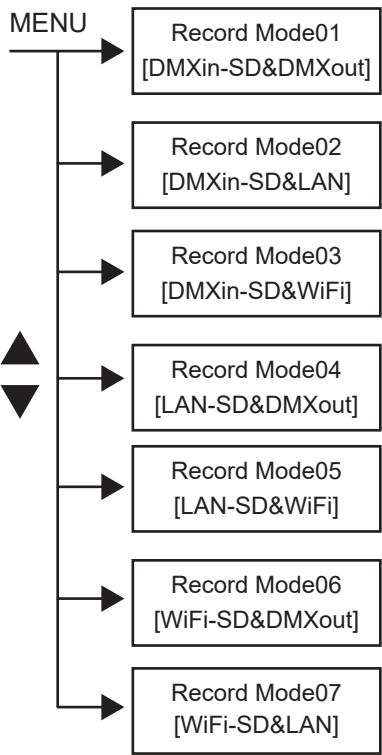 MENU
Record Mode01
[DMXin-SD&DMXout]
Record Mode02
[DMXin-SD&LAN]
Record Mode03
[DMXin-SD&WiFi]
Record Mode04
[LAN-SD&DMXout]
Record Mode05
[LAN-SD&WiFi]
Record Mode06
[WiFi-SD&DMXout]
Record Mode07
[WiFi-SD&LAN]